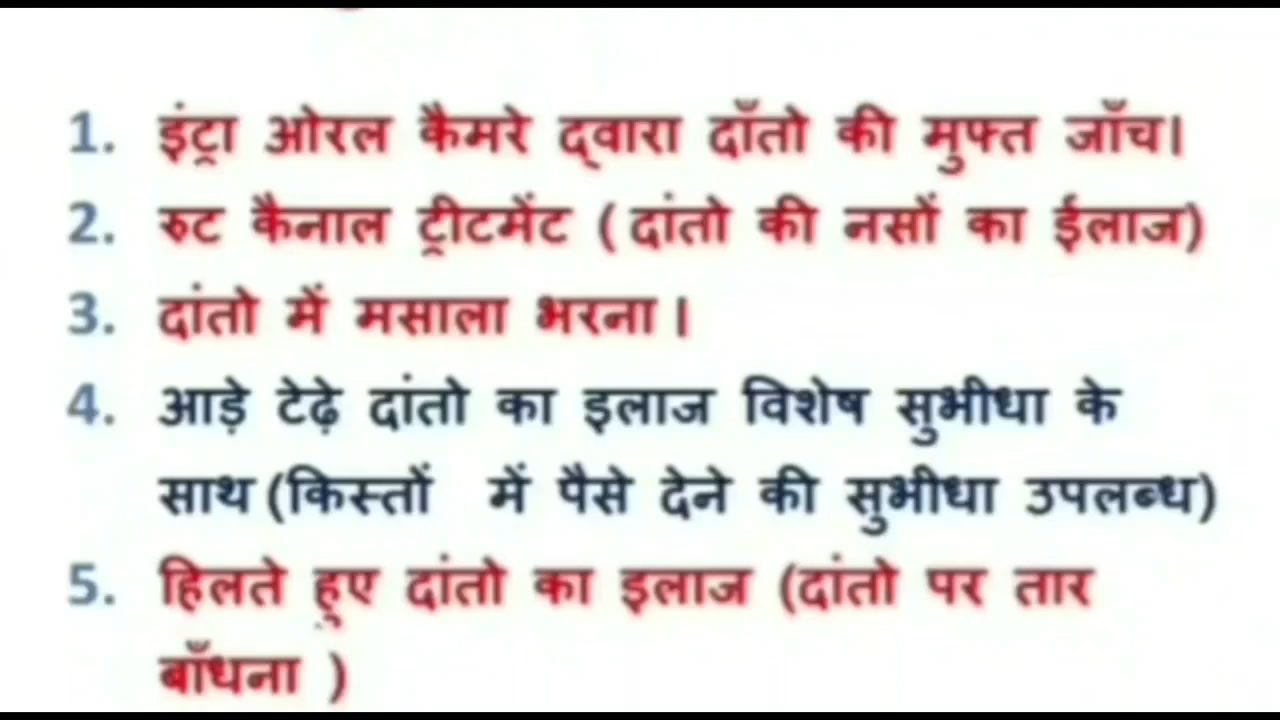 1. इंट्रा ओरल कैमरे द्वारा दाॅंतो की मुफ्त जाॅंच।
2. रुट कैनाल ट्रीटमेंट ( दांतो की नसों का ईलाज)
3. दांतो में मसाला भरना ।
4. आड़े टेढ़े दांतो का इलाज विशेष सुभीधा के
साथ (किस्तों में पैसे देने की सुभीधा उपलब्ध)
5. हिलते हुए दांतो का इलाज (दांतो पर तार
बाॅंधना )